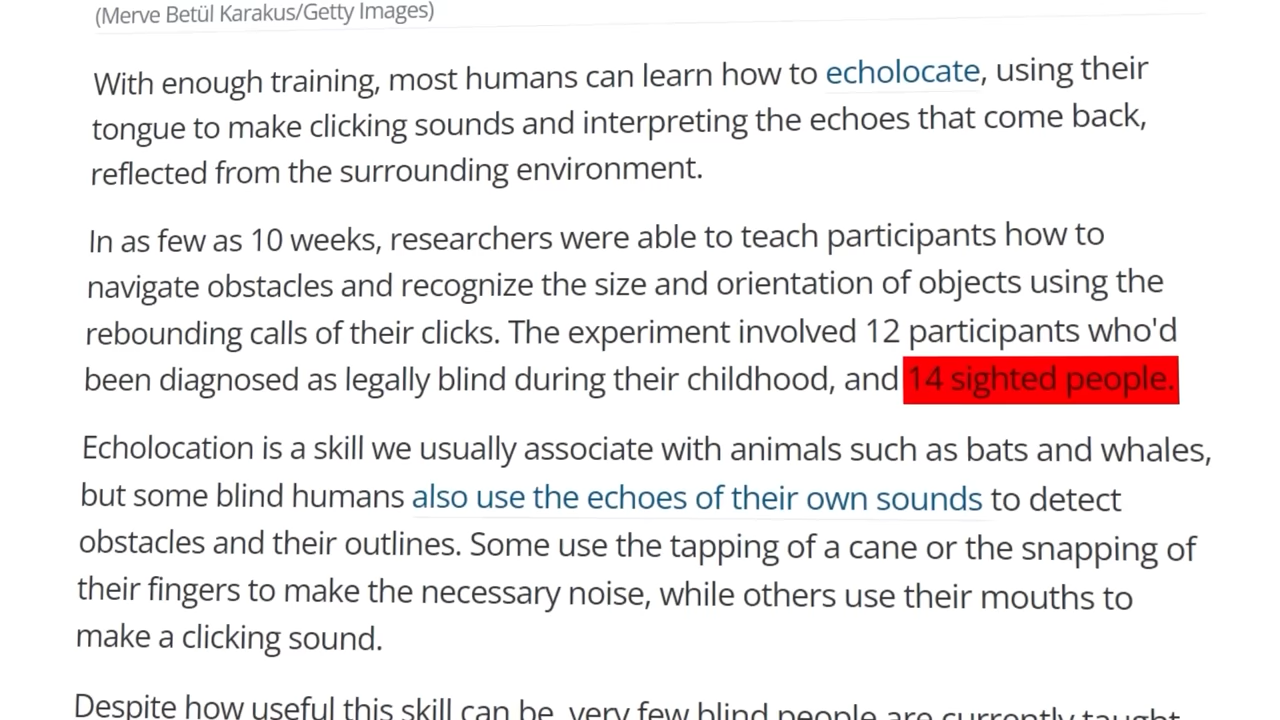 (Merve Betül Karakus/Getty Images)
With enough training, most humans can learn how to echolocate, using their
tongue to make clicking sounds and interpreting the echoes that come back,
reflected from the surrounding environment.
In as few as 10 weeks, researchers were able to teach participants how to
navigate obstacles and recognize the size and orientation of objects using the
rebounding calls of their clicks. The experiment involved 12 participants who'd
been diagnosed as legally blind during their childhood, and 14 sighted people.
Echolocation is a skill we usually associate with animals such as bats and whales,
but some blind humans also use the echoes of their own sounds to detect
obstacles and their outlines. Some use the tapping of a cane or the snapping of
their fingers to make the necessary noise, while others use their mouths to
make a clicking sound.
Despite how useful this skill can be, very few blind people are currently taught